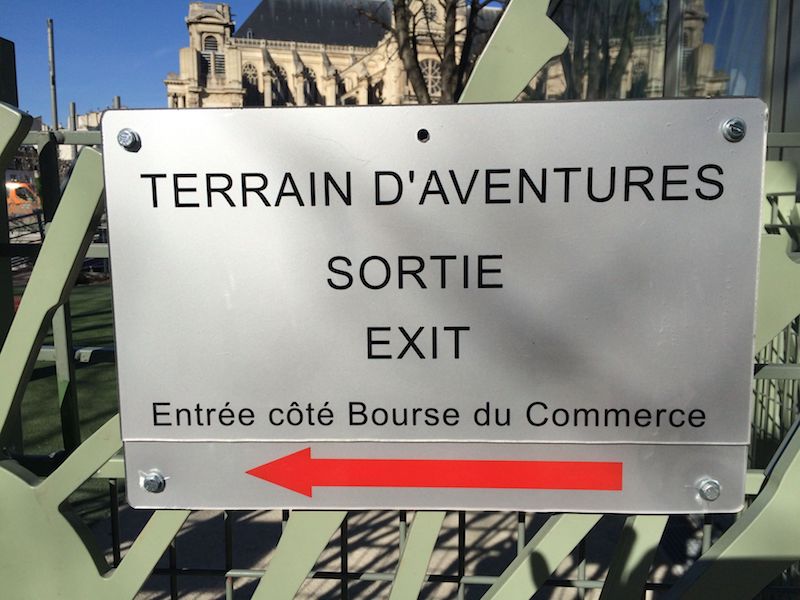 TERRAIN D'AVENTURES
SORTIE
EXIT
Entrée côté Bourse du Commerce